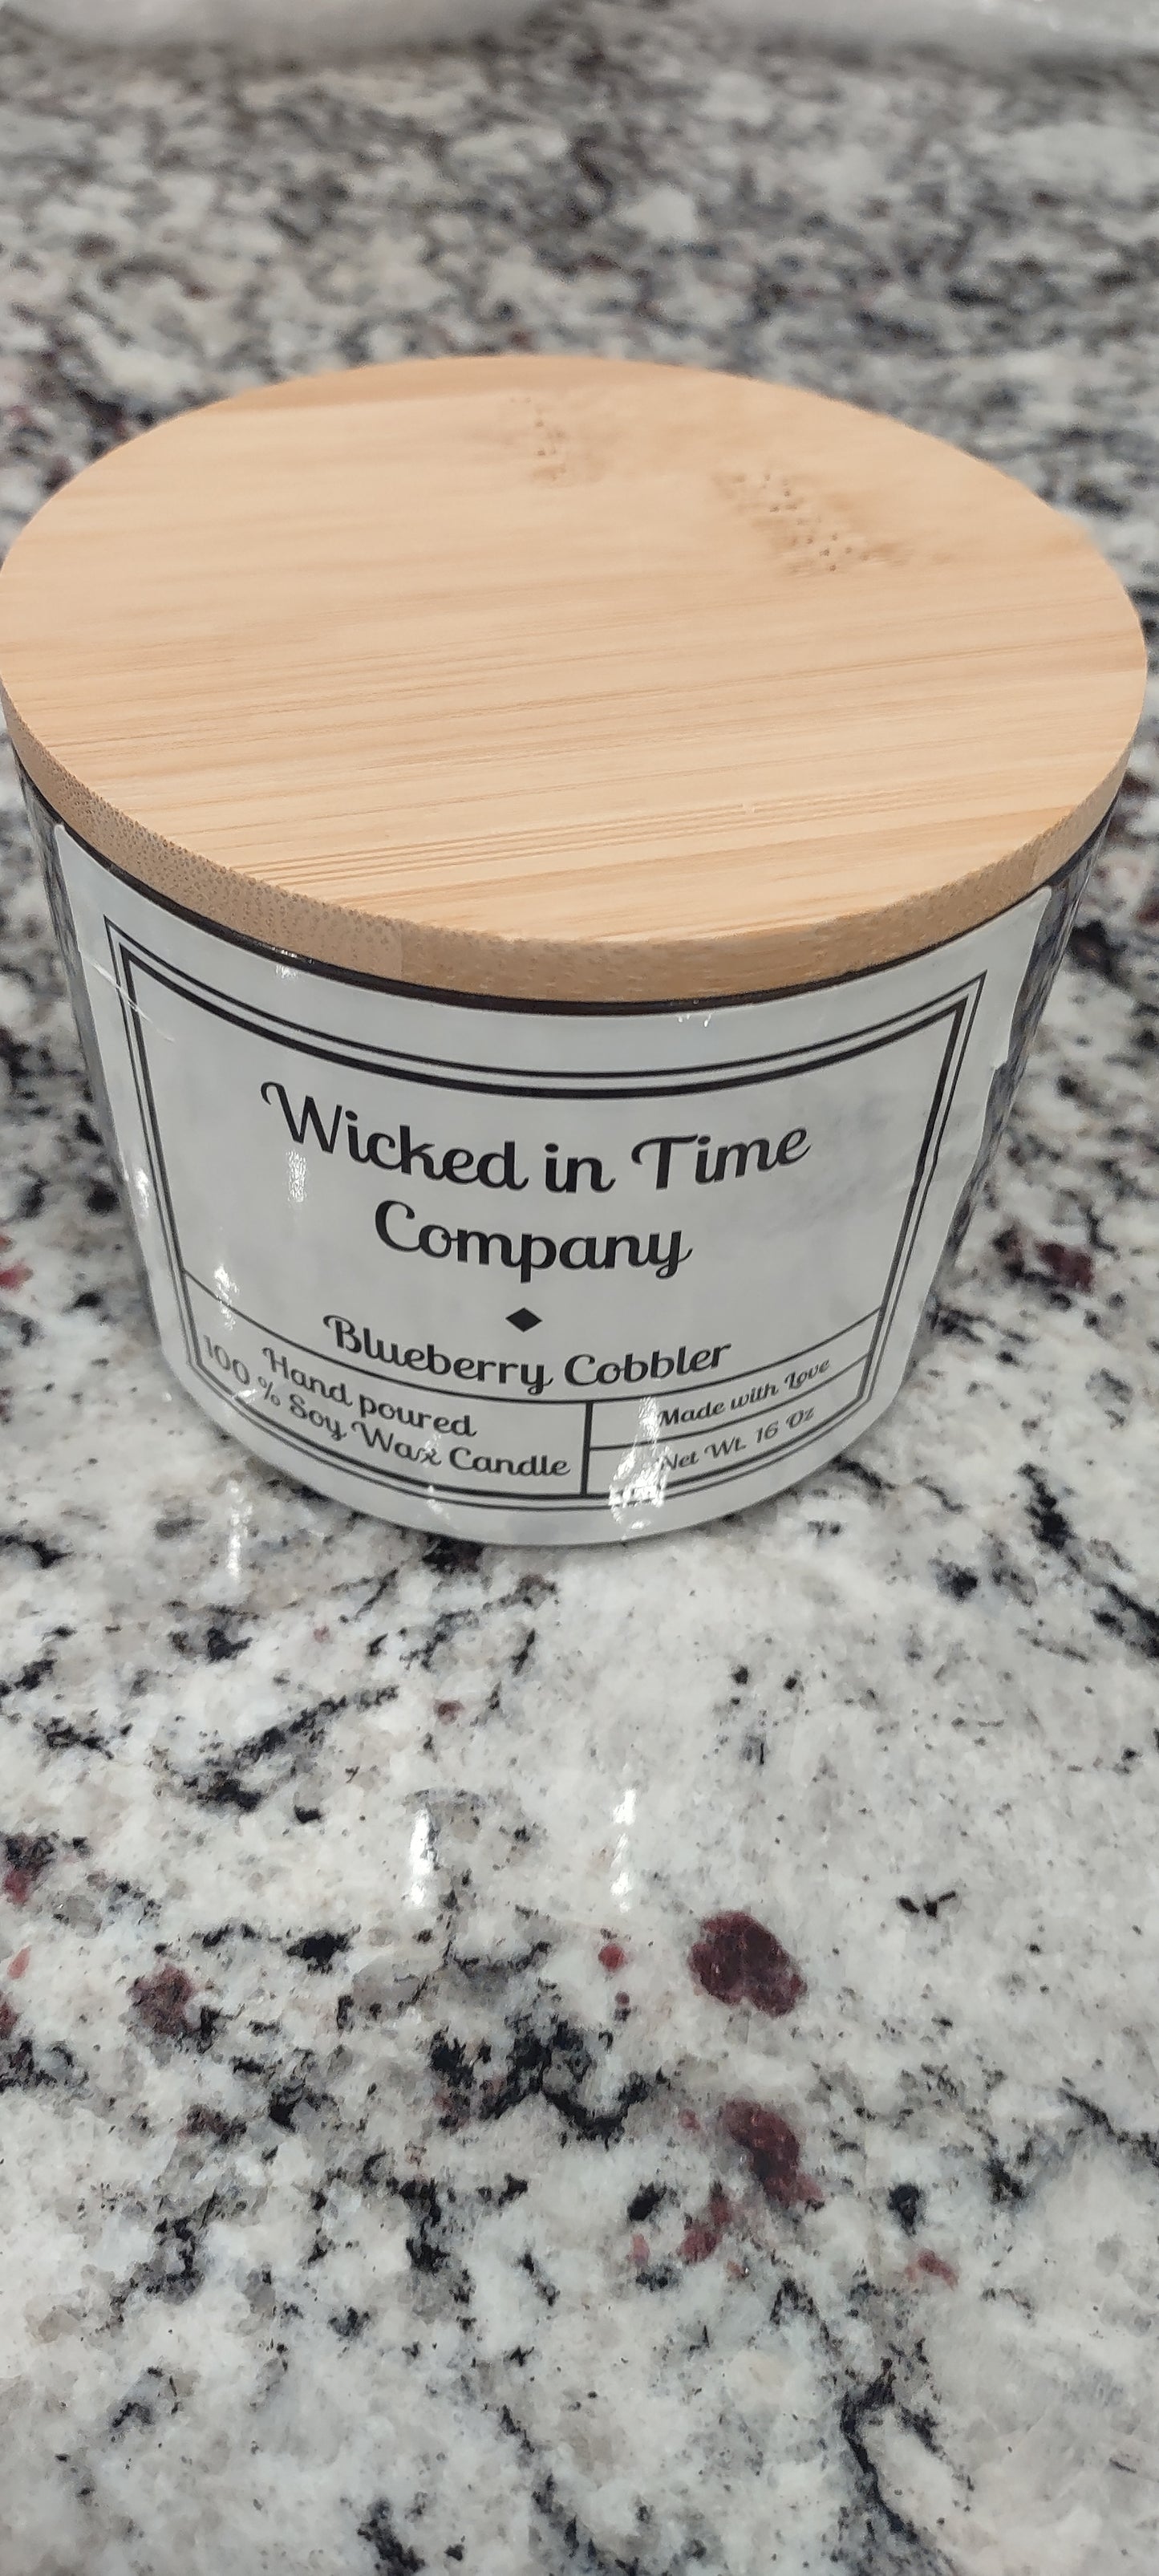 Wicked in Time
Company
Blueberry Cobbler
Hand poured
100 % Soy Wax Candle
Made with Love
Net Wt. 16 Oz